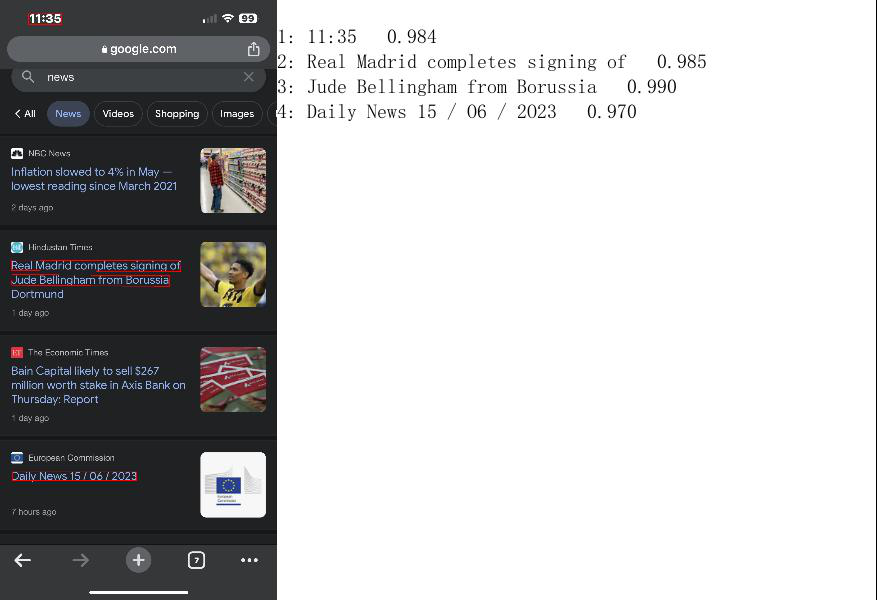 11:35
99
google.com
news
All
News
Videos
Shopping
Images
NBC News
Inflation slowed to 4% in May —
lowest reading since March 2021
2 days ago
Hindustan Times
Real Madrid completes signing of
Jude Bellingham from Borussia
Dortmund
1 day ago
ET
The Economic Times
Bain Capital likely to sell $267
million worth stake in Axis Bank on
Thursday: Report
1 day ago
European Commission
Daily News 15 / 06 / 2023
European
Commission
7 hours ago
7
1: 11:35 0.984
2: Real Madrid completes signing of 0.985
3: Jude Bellingham from Borussia 0.990
4: Daily News 15 / 06 / 2023 0.970